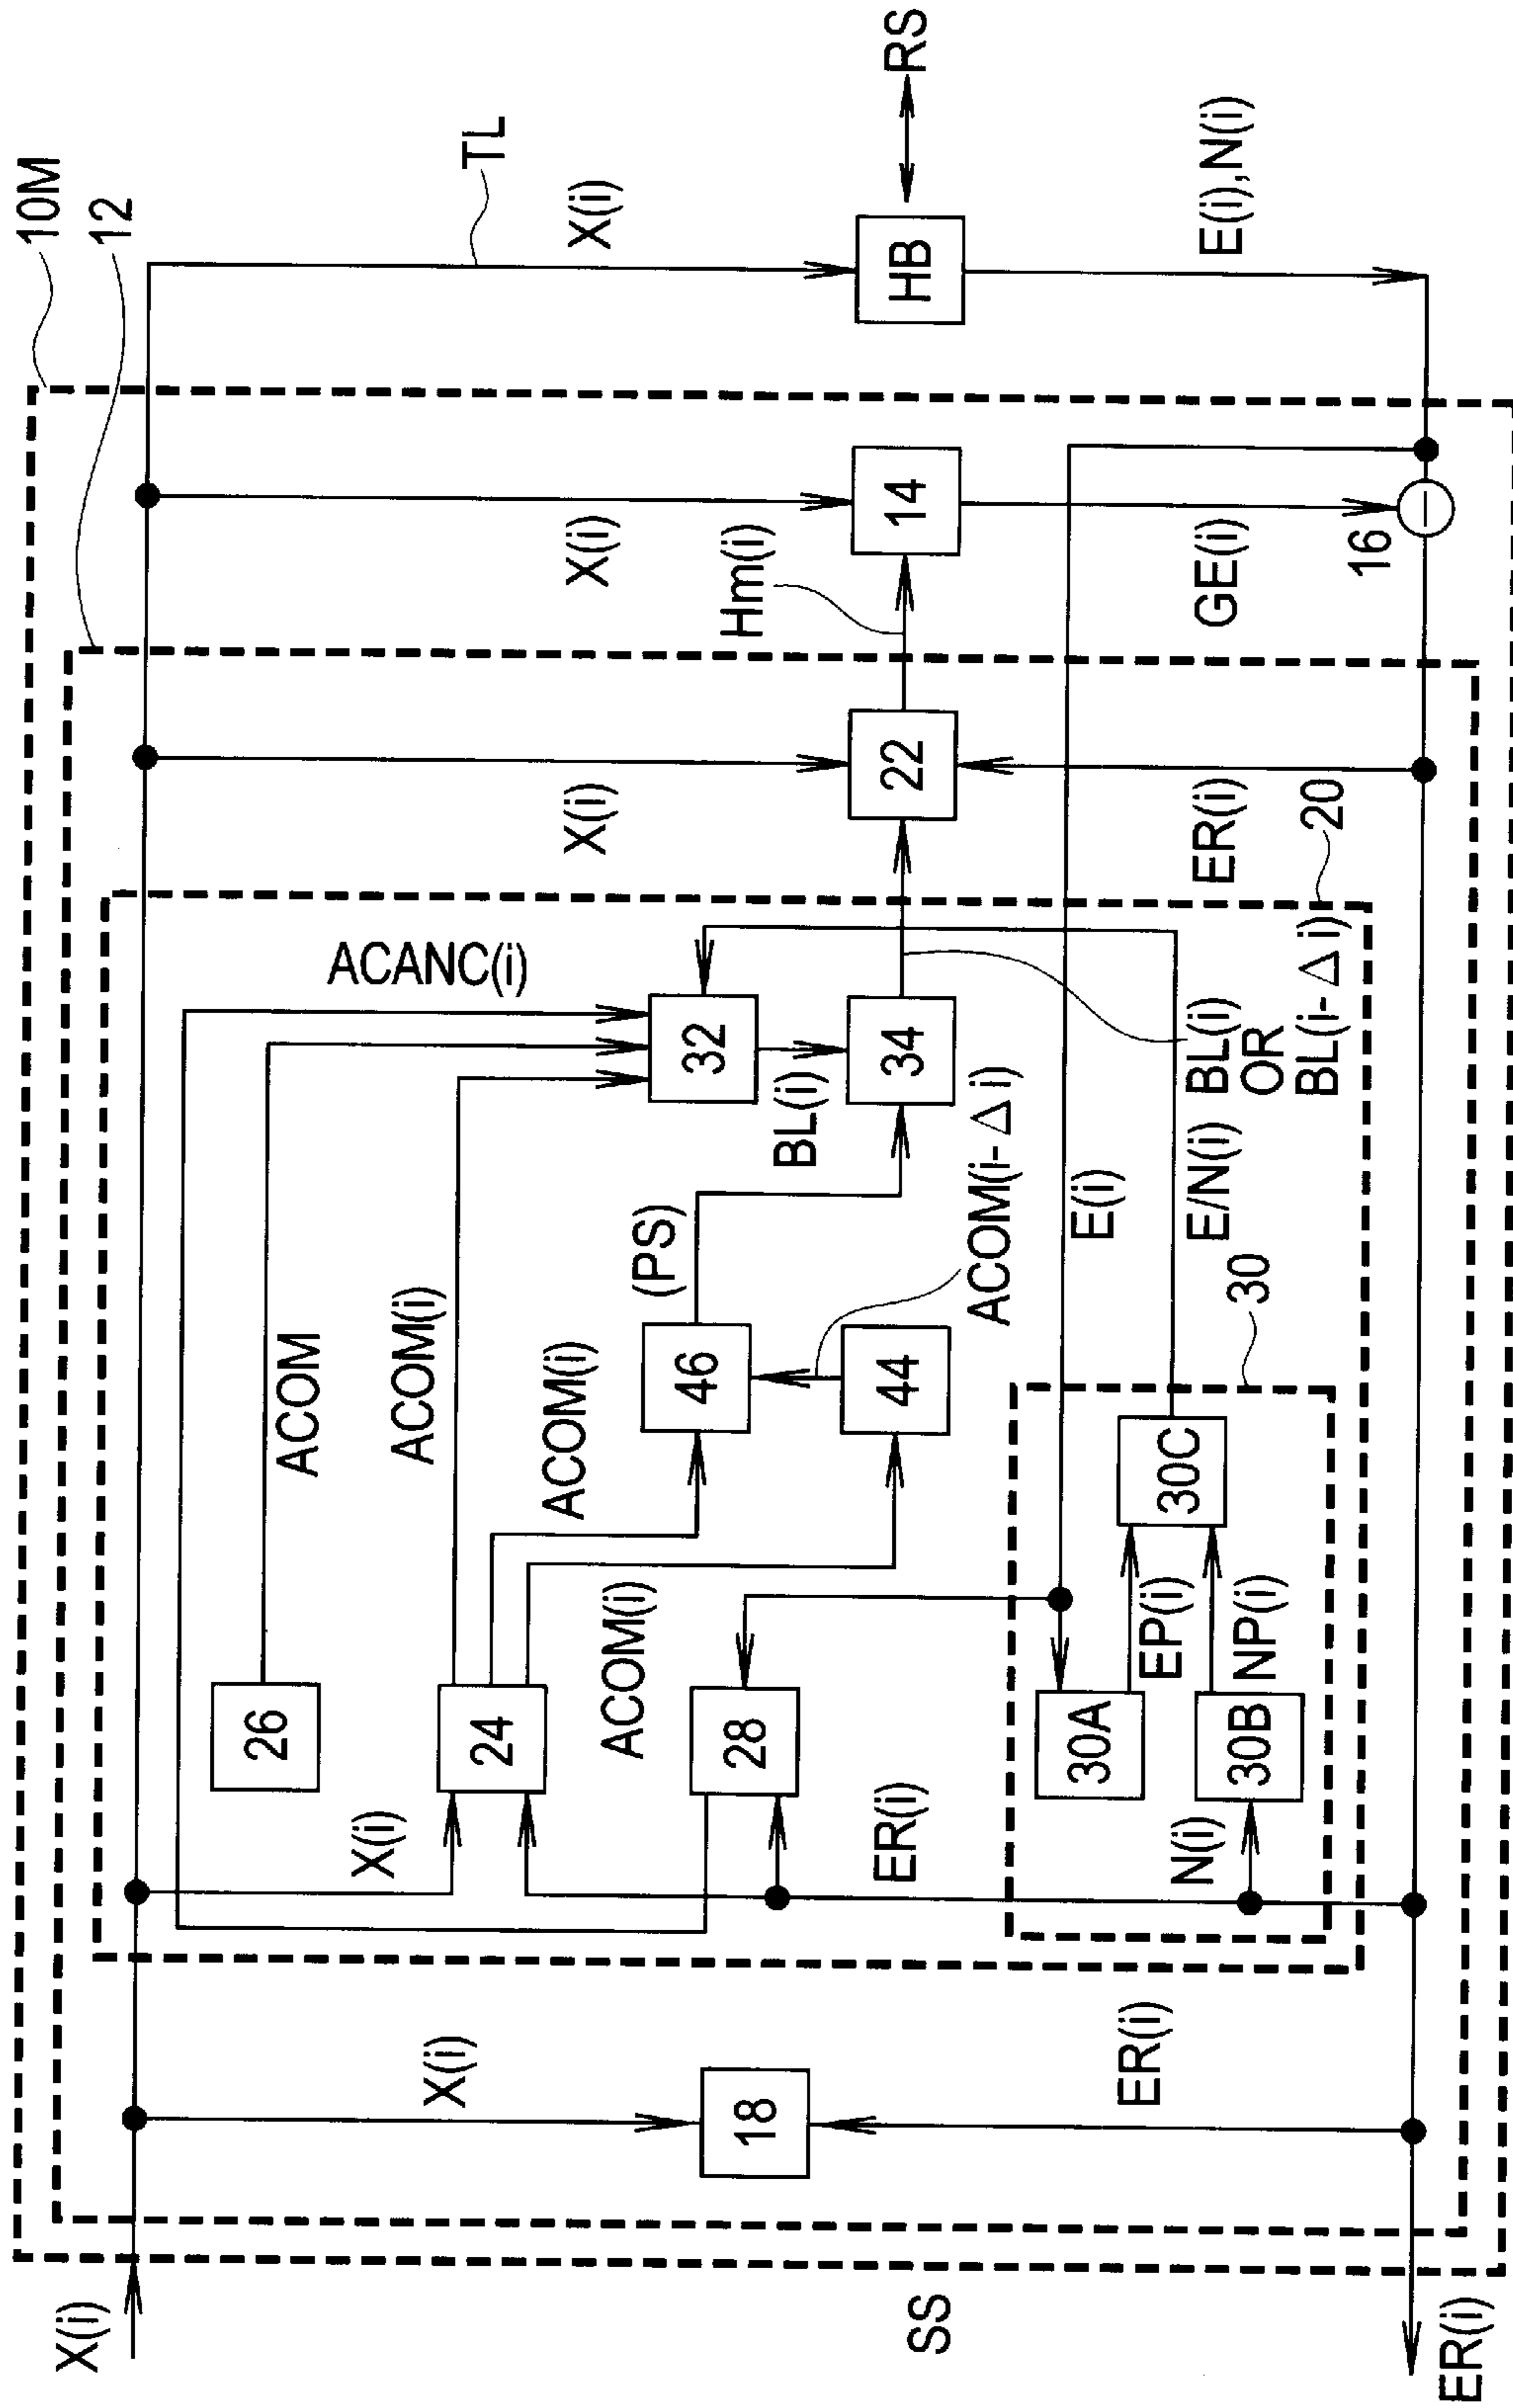 10M
12
TL
X(i)
HB
RS
E(i),N(i)
X(i)
14
Hm(i)
GE(i)
16
X(i)
22
ER(i)
20
ACANC(i)
32
BL(i)
34
BL(i)
OR
BL(i-Δi)
ACOM
ACOM(i)
ACOM(i)
(PS)
46
ACOM(i-Δi)
44
E(i)
E/N(i)
30
30C
26
24
ACOM(i)
28
30A
EP(i)
30B
NP(i)
X(i)
ER(i)
N(i)
X(i)
18
ER(i)
X(i)
SS
ER(i)